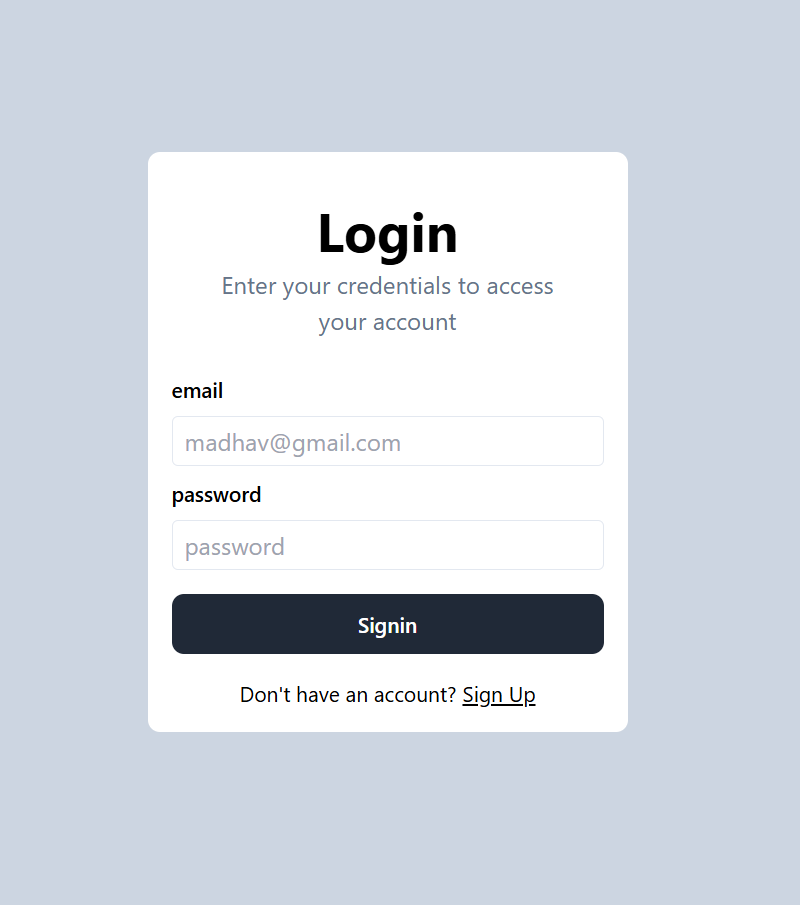 Login
Enter your credentials to access
your account
email
madhav@gmail.com
password
password
Signin
Don't have an account? Sign Up